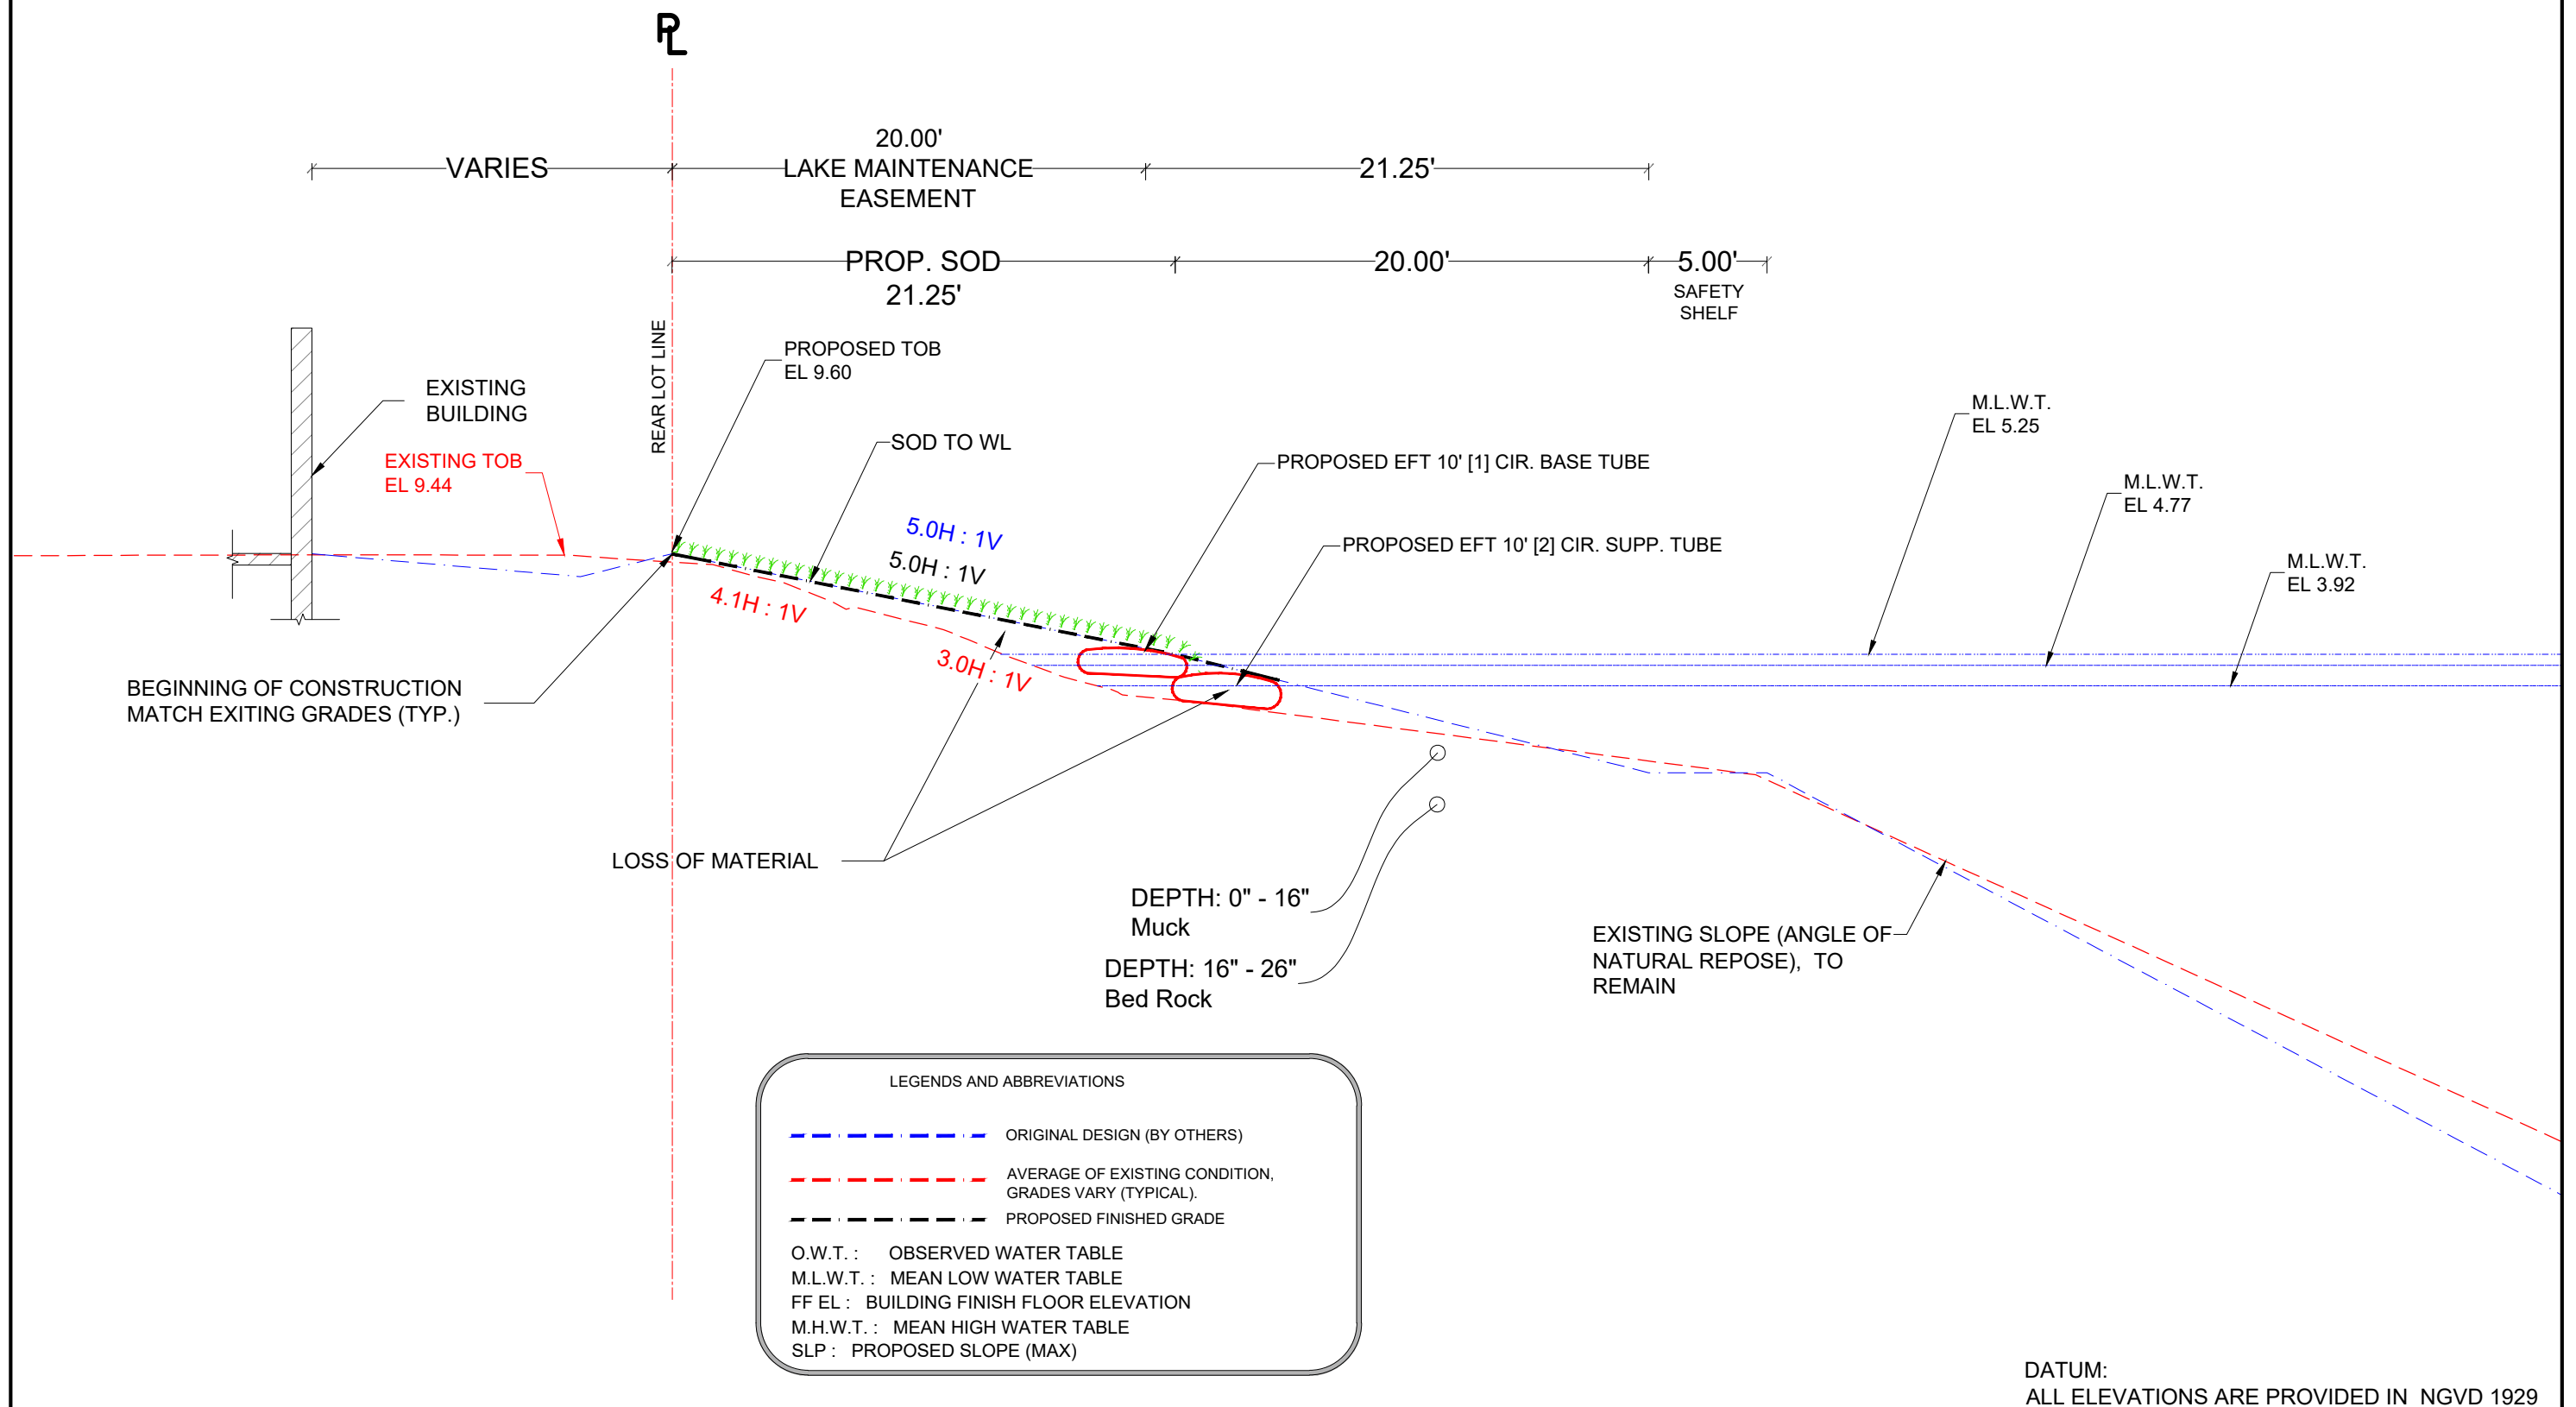 PL
20.00'
VARIES
LAKE MAINTENANCE
EASEMENT
21.25'
PROP. SOD
21.25'
20.00'
5.00'
SAFETY
SHELF
REAR LOT LINE
PROPOSED TOB
EL 9.60
EXISTING
BUILDING
EXISTING TOB
EL 9.44
SOD TO WL
PROPOSED EFT 10' [1] CIR. BASE TUBE
PROPOSED EFT 10' [2] CIR. SUPP. TUBE
M.L.W.T.
EL 5.25
M.L.W.T.
EL 4.77
M.L.W.T.
EL 3.92
5.0H : 1V
5.0H : 1V
4.1H : 1V
3.0H : 1V
BEGINNING OF CONSTRUCTION
MATCH EXITING GRADES (TYP.)
LOSS OF MATERIAL
DEPTH: 0" - 16"
Muck
DEPTH: 16" - 26"
Bed Rock
EXISTING SLOPE (ANGLE OF
NATURAL REPOSE), TO
REMAIN
LEGENDS AND ABBREVIATIONS
ORIGINAL DESIGN (BY OTHERS)
AVERAGE OF EXISTING CONDITION,
GRADES VARY (TYPICAL).
PROPOSED FINISHED GRADE
O.W.T. : OBSERVED WATER TABLE
M.L.W.T. : MEAN LOW WATER TABLE
FF EL : BUILDING FINISH FLOOR ELEVATION
M.H.W.T. : MEAN HIGH WATER TABLE
SLP : PROPOSED SLOPE (MAX)
DATUM:
ALL ELEVATIONS ARE PROVIDED IN NGVD 1929